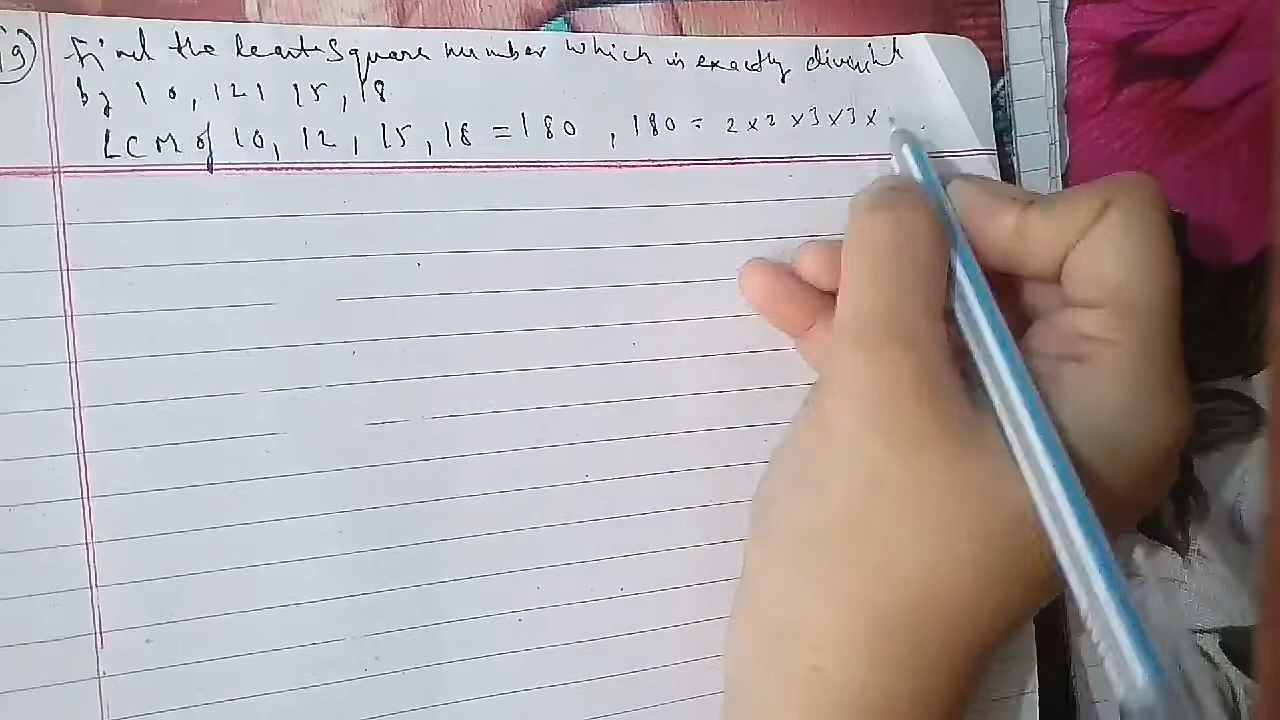 19) Find the least square number which is exactly divisible
by 10, 12, 15, 18
LCM of 10, 12, 15, 18 = 180 , 180 = 2 x 2 x 3 x 3 x